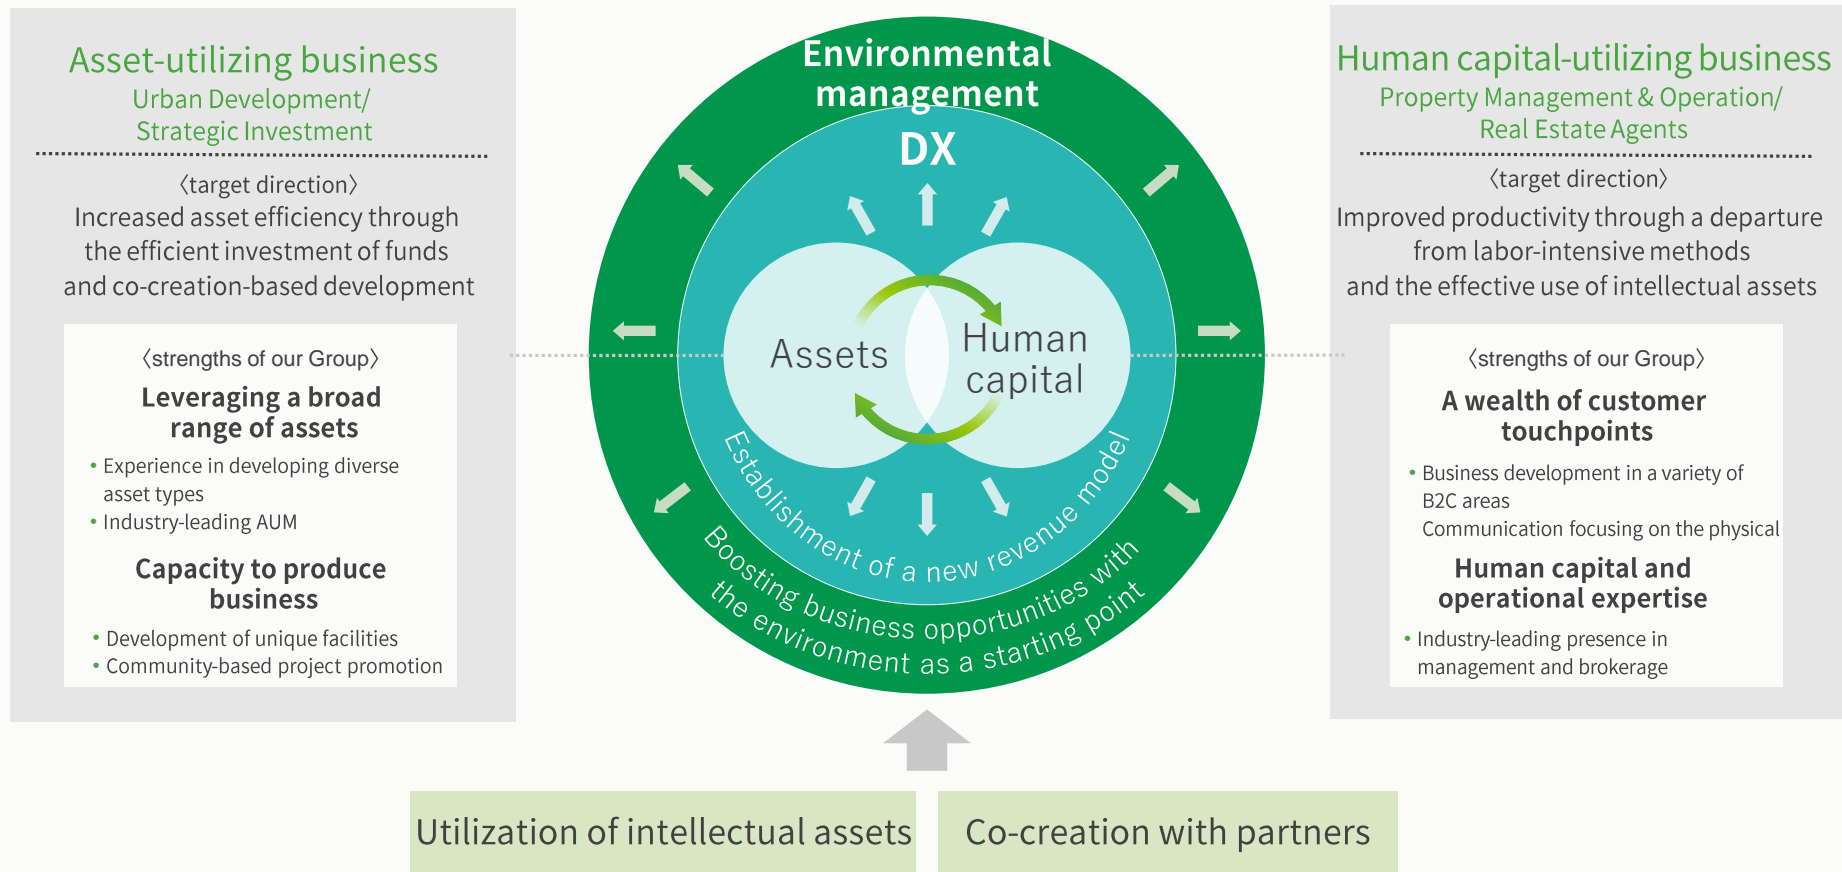 Asset-utilizing business
Urban Development/
Strategic Investment
〈target direction〉
Increased asset efficiency through
the efficient investment of funds
and co-creation-based development
〈strengths of our Group〉
Leveraging a broad
range of assets
• Experience in developing diverse
asset types
• Industry-leading AUM
Capacity to produce
business
• Development of unique facilities
• Community-based project promotion
Environmental
management
DX
Assets
Human
capital
Establishment of a new revenue model
Boosting business opportunities with
the environment as a starting point
Human capital-utilizing business
Property Management & Operation/
Real Estate Agents
〈target direction〉
Improved productivity through a departure
from labor-intensive methods
and the effective use of intellectual assets
〈strengths of our Group〉
A wealth of customer
touchpoints
• Business development in a variety of
B2C areas
Communication focusing on the physical
Human capital and
operational expertise
• Industry-leading presence in
management and brokerage
Utilization of intellectual assets
Co-creation with partners